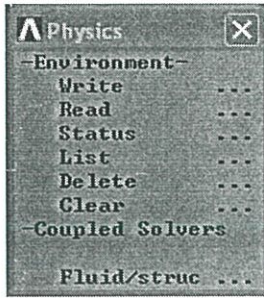 Physics
-Environment-
Write ...
Read ...
Status ...
List ...
Delete ...
Clear ...
-Coupled Solvers
Fluid/struc ...